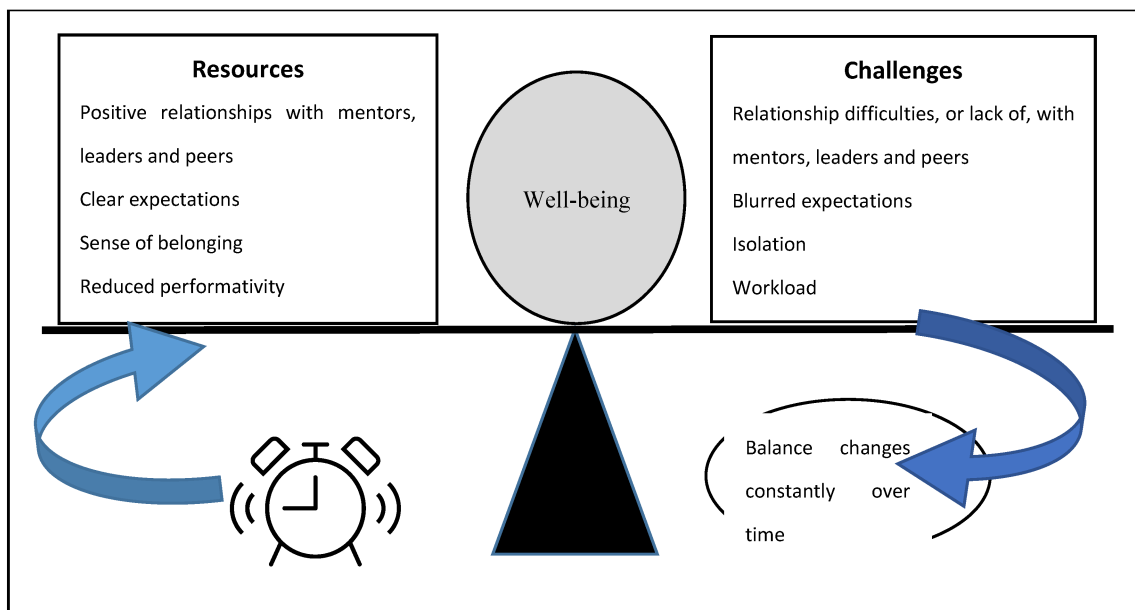 Resources
Positive relationships with mentors,
leaders and peers
Clear expectations
Sense of belonging
Reduced performativity
Well-being
Challenges
Relationship difficulties, or lack of, with
mentors, leaders and peers
Blurred expectations
Isolation
Workload
Balance changes
constantly over
time